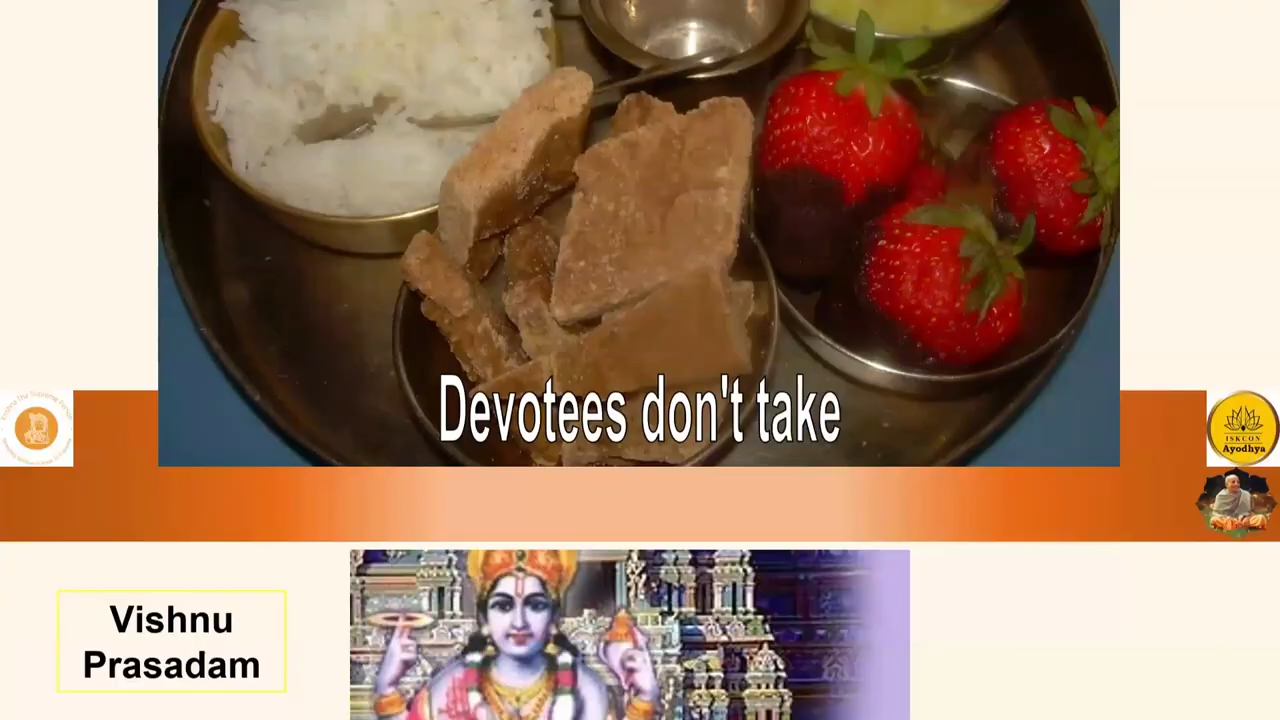 Devotees don't take
ISKCON
Ayodhya
Vishnu
Prasadam